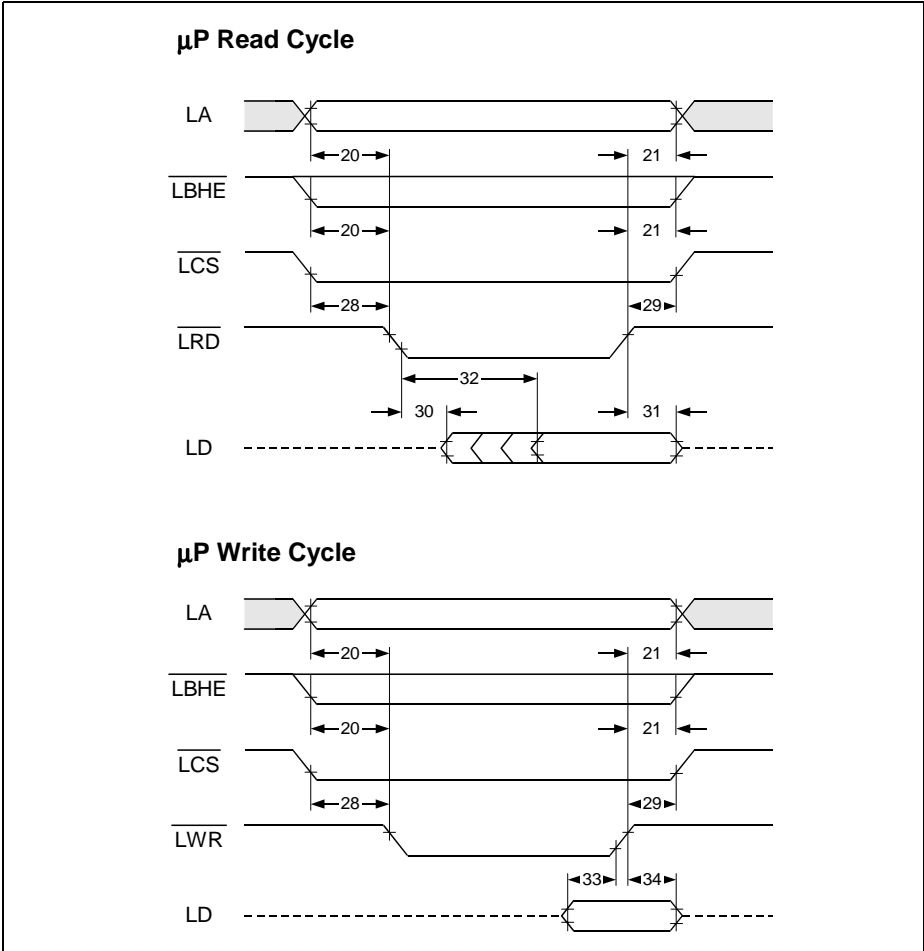 μP Read Cycle
LA
20 21
LBHE
20 21
LCS
28 29
LRD
32
30 31
LD
μP Write Cycle
LA
20 21
LBHE
20 21
LCS
28 29
LWR
33 34
LD